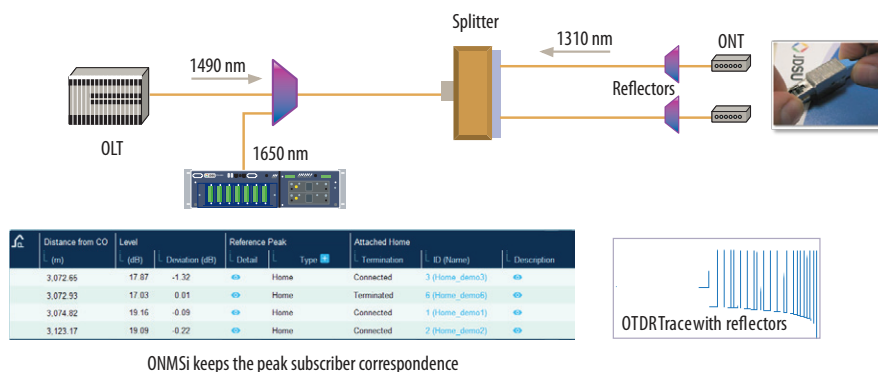 Splitter
1490 nm
1310 nm
ONT
JDSU
Reflectors
OLT
1650 nm
Distance from CO Level Reference Peak Attached Home
(m) (dB) Deviation (dB) Detail Type Termination ID (Name) Description
3,072.65 17.87 -1.32 Home Connected 3 (Home_demo3)
3,072.93 17.03 0.01 Home Terminated 6 (Home_demo6)
3,074.82 19.16 -0.09 Home Connected 1 (Home_demo1)
3,123.17 19.09 -0.22 Home Connected 2 (Home_demo2)
OTDR Trace with reflectors
ONMSi keeps the peak subscriber correspondence